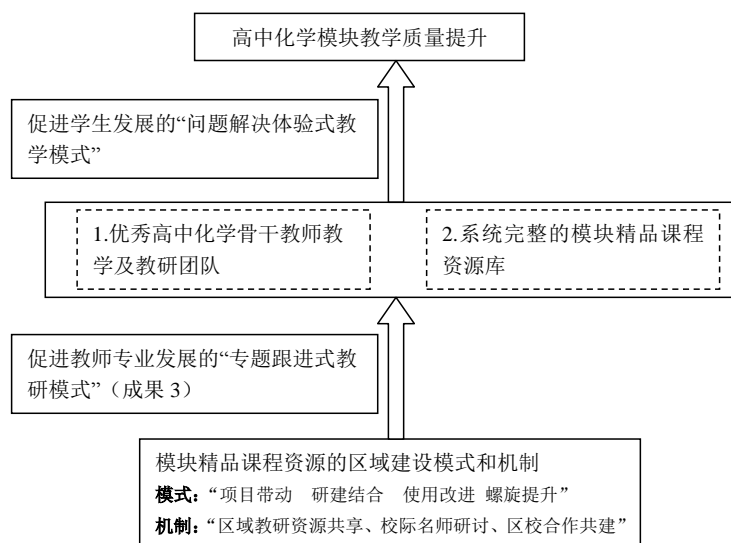 高中化学模块教学质量提升
促进学生发展的“问题解决体验式教
学模式”
1.优秀高中化学骨干教师教
学及教研团队
2.系统完整的模块精品课程
资源库
促进教师专业发展的“专题跟进式教
研模式”（成果 3）
模块精品课程资源的区域建设模式和机制
模式：“项目带动 研建结合 使用改进 螺旋提升”
机制：“区域教研资源共享、校际名师研讨、区校合作共建”